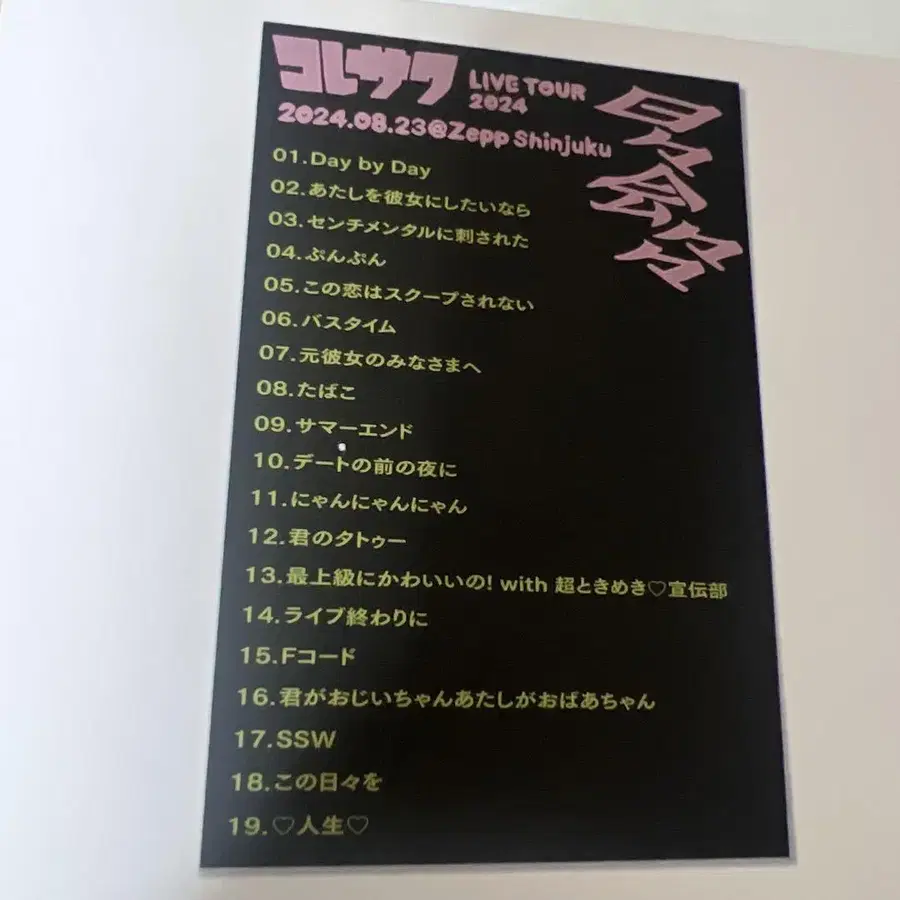 コレサワ
LIVE TOUR
2024
2024.08.23@Zepp Shinjuku
日々会々
01.Day by Day
02.あたしを彼女にしたいなら
03.センチメンタルに刺された
04.ぷんぷん
05.この恋はスクープされない
06.バスタイム
07.元彼女のみなさまへ
08.たばこ
09.サマーエンド
10.デートの前の夜に
11.にゃんにゃんにゃん
12.君のタトゥー
13.最上級にかわいいの! with 超ときめき♡宣伝部
14.ライブ終わりに
15.Fコード
16.君がおじいちゃんあたしがおばあちゃん
17.SSW
18.この日々を
19.♡人生♡